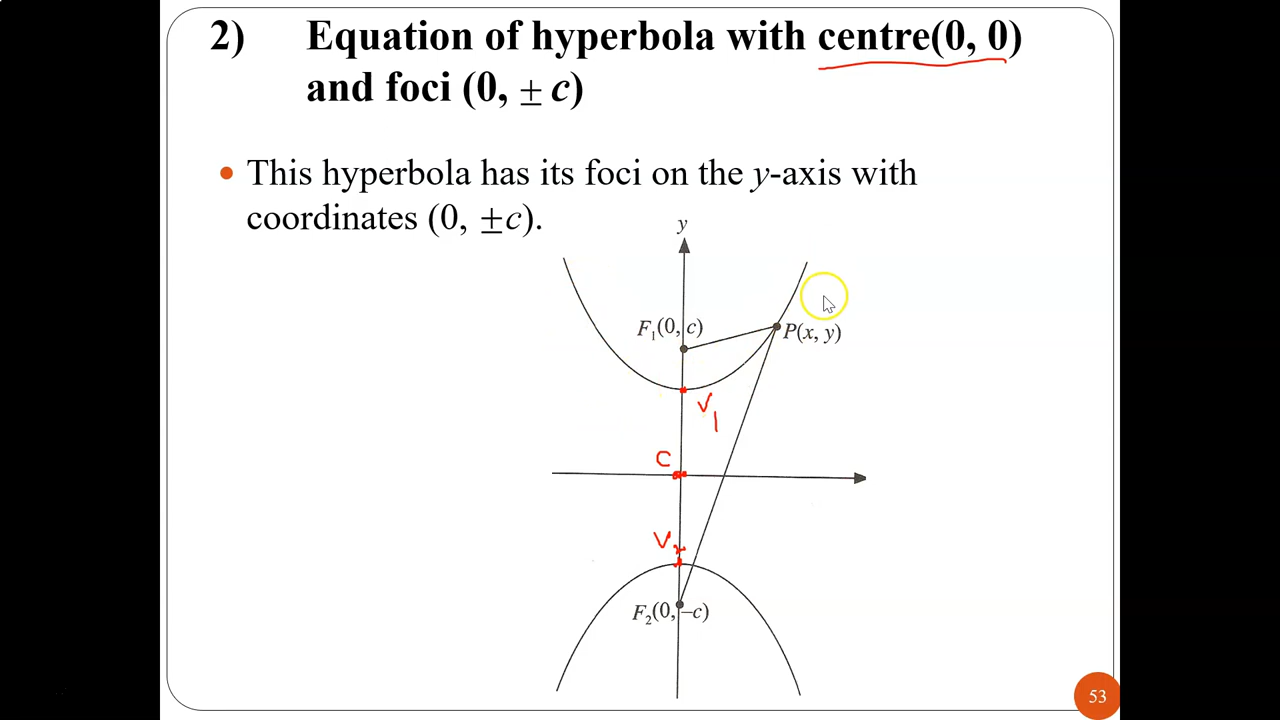 2) Equation of hyperbola with centre(0, 0)
and foci (0, ± c)
• This hyperbola has its foci on the y-axis with
coordinates (0, ±c).
y
F₁(0, c)
P(x, y)
V₁
C
V₂
F₂(0, –c)
53